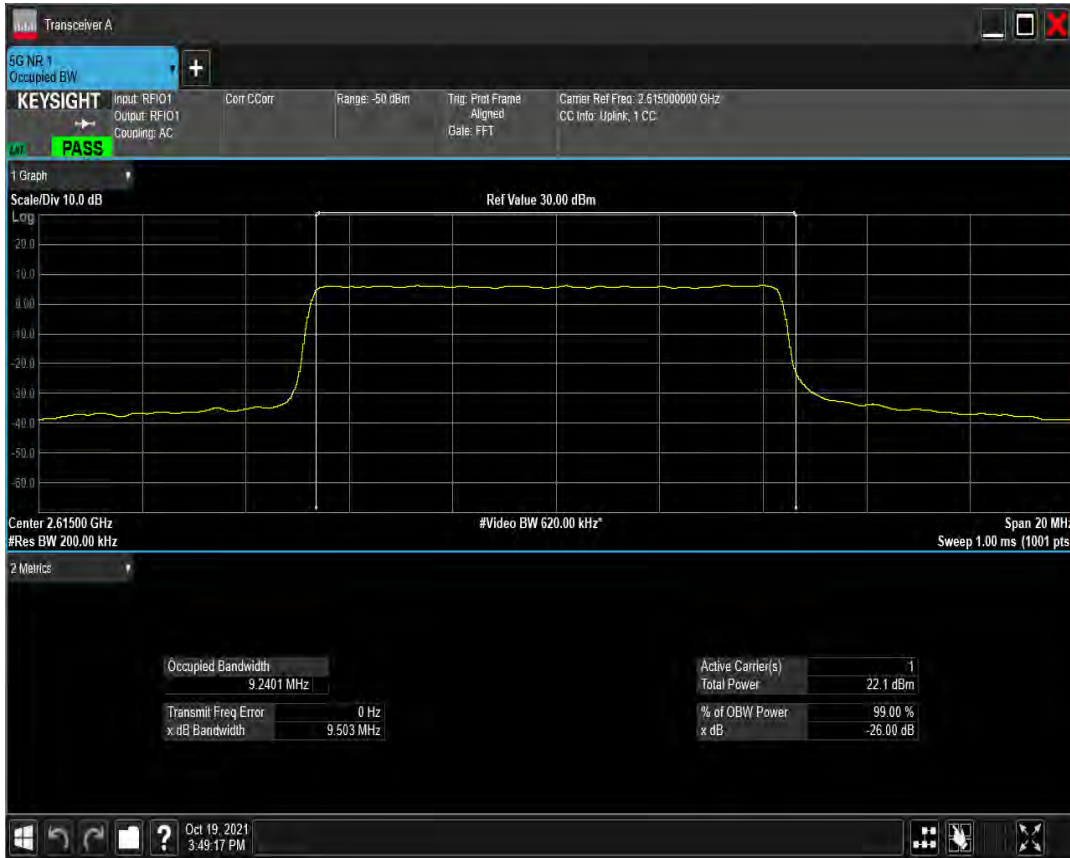 Transceiver A
5G NR 1
Occupied BW
+
KEYSIGHT
Input: RFIO1
Output: RFIO1
Coupling: AC
Corr CCorr
Range: -50 dBm
Trig: Prot Frame
Aligned
Gate: FFT
Carrier Ref Freq: 2.615000000 GHz
CC Info: Uplink, 1 CC
PASS
1 Graph
Scale/Div 10.0 dB
Ref Value 30.00 dBm
Log
20.0
10.0
0.00
-10.0
-20.0
-30.0
-40.0
-50.0
-60.0
Center 2.61500 GHz
#Video BW 620.00 kHz*
Span 20 MHz
#Res BW 200.00 kHz
Sweep 1.00 ms (1001 pts
2 Metrics
Occupied Bandwidth
9.2401 MHz
Transmit Freq Error 0 Hz
x dB Bandwidth 9.503 MHz
Active Carrier(s) 1
Total Power 22.1 dBm
% of OBW Power 99.00 %
x dB -26.00 dB
?
Oct 19, 2021
3:49:17 PM